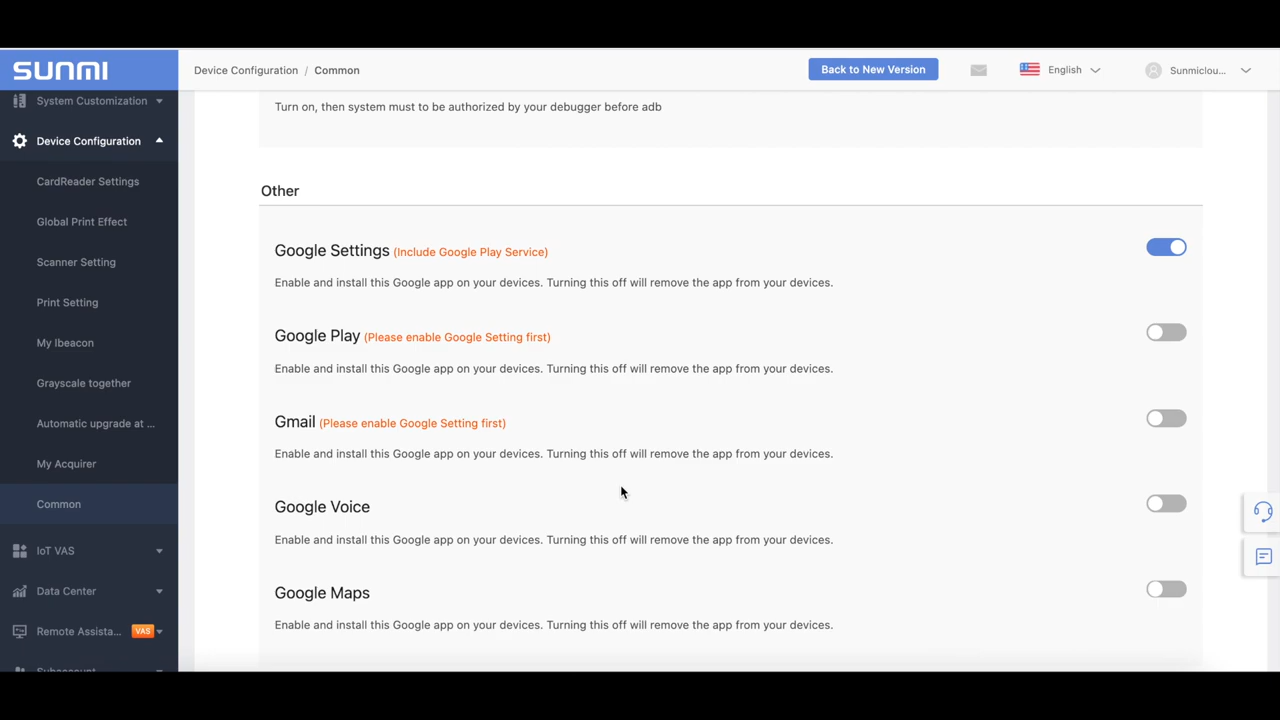 SUNMI
Device Configuration / Common
Back to New Version
English
Sunmiclou...
System Customization
Device Configuration
CardReader Settings
Global Print Effect
Scanner Setting
Print Setting
My Ibeacon
Grayscale together
Automatic upgrade at ...
My Acquirer
Common
IoT VAS
Data Center
Remote Assista... VAS
Subaccount
Turn on, then system must to be authorized by your debugger before adb
Other
Google Settings (Include Google Play Service)
Enable and install this Google app on your devices. Turning this off will remove the app from your devices.
Google Play (Please enable Google Setting first)
Enable and install this Google app on your devices. Turning this off will remove the app from your devices.
Gmail (Please enable Google Setting first)
Enable and install this Google app on your devices. Turning this off will remove the app from your devices.
Google Voice
Enable and install this Google app on your devices. Turning this off will remove the app from your devices.
Google Maps
Enable and install this Google app on your devices. Turning this off will remove the app from your devices.